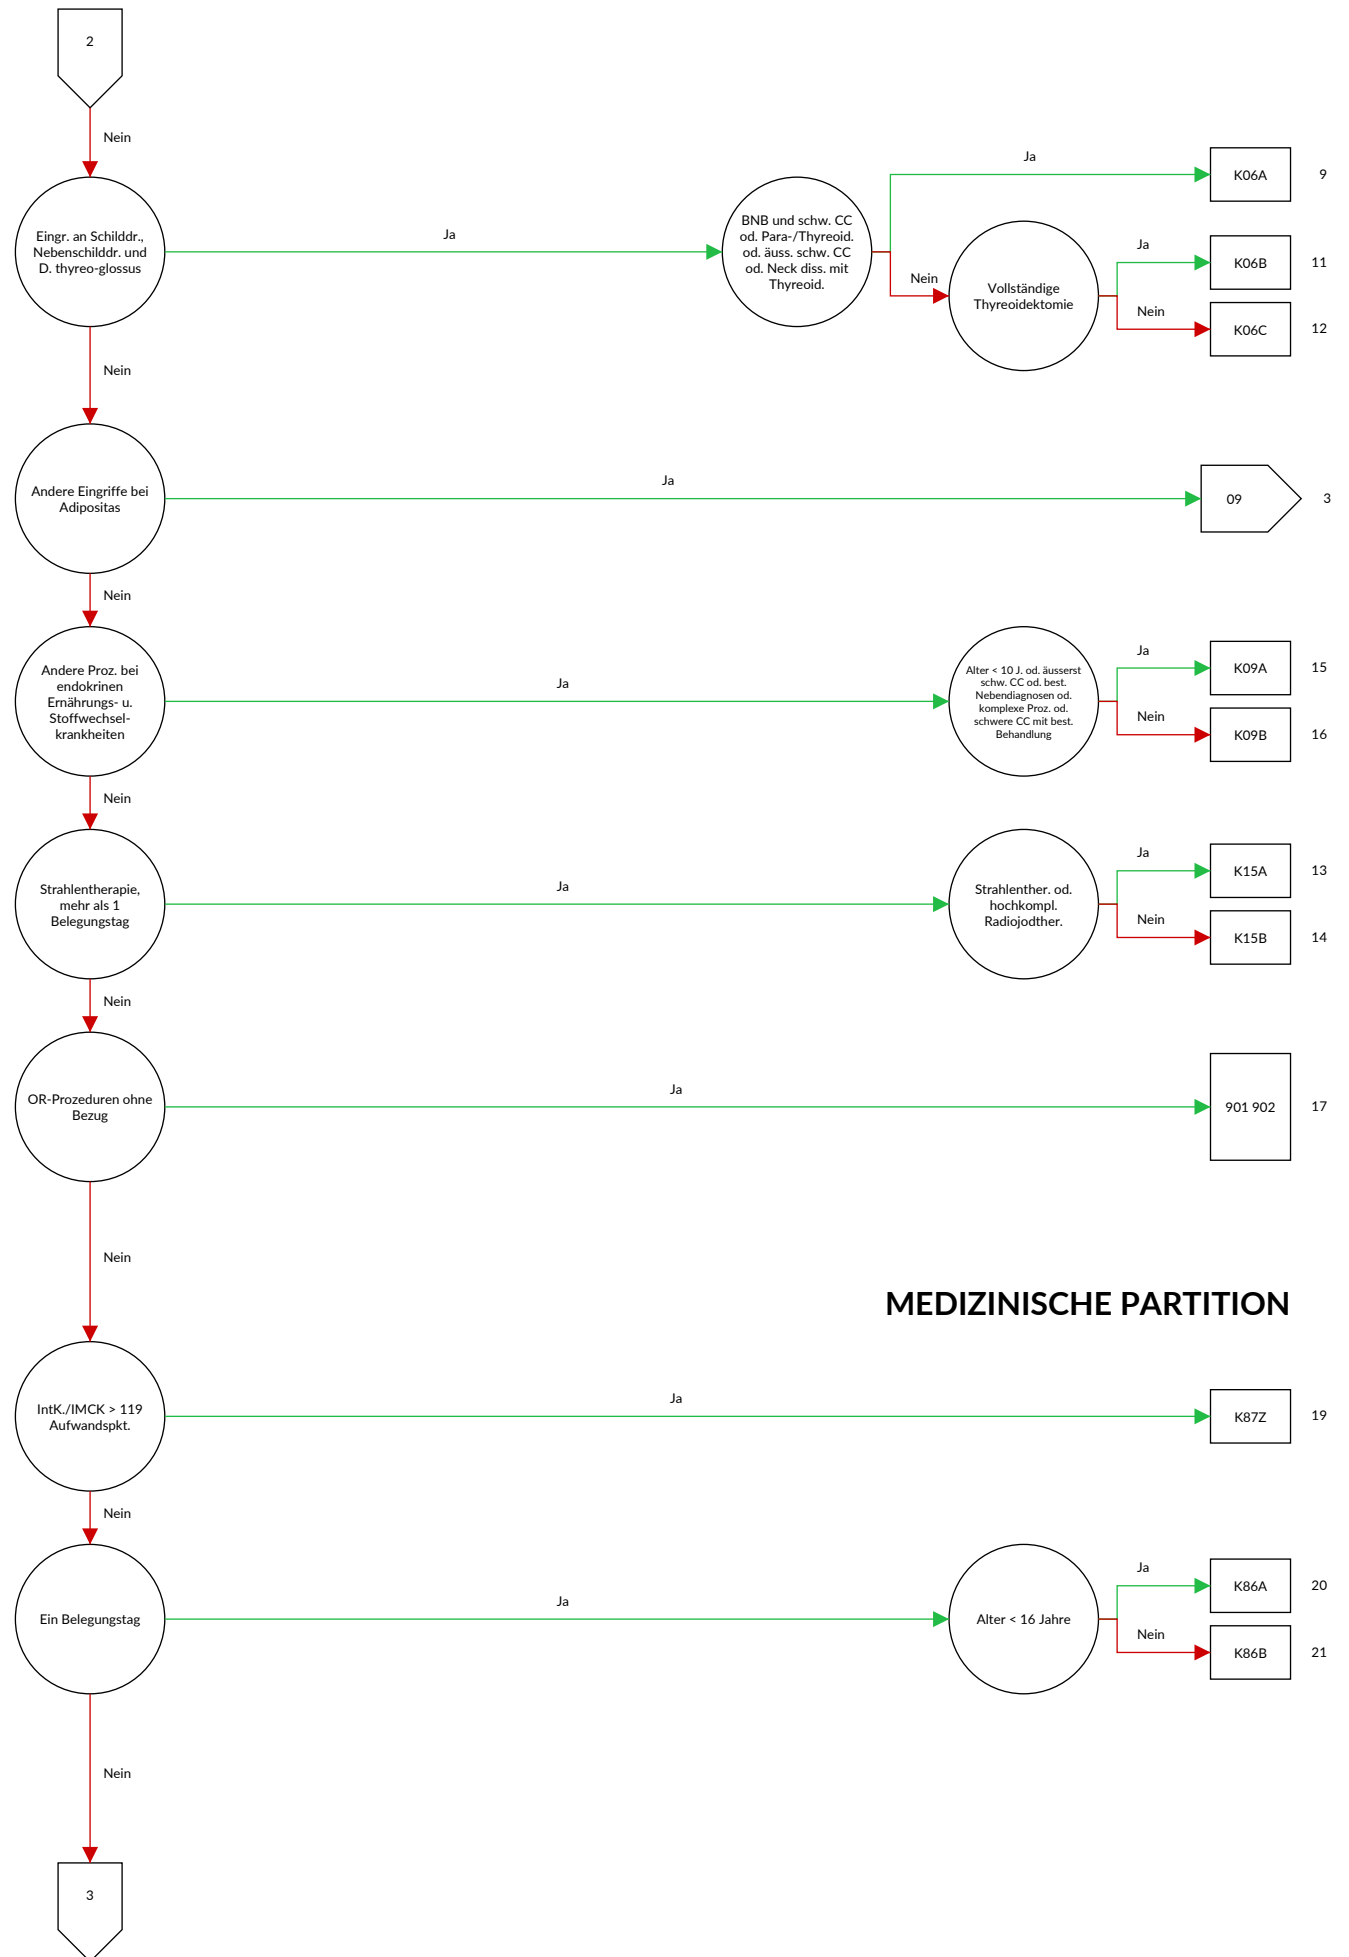 2
Nein
Ja
K06A
9
Eingr. an Schilddr.,
Nebenschilddr. und
D. thyreo-glossus
Ja
BNB und schw. CC
od. Para-/Thyreoid.
od. äuss. schw. CC
od. Neck diss. mit
Thyreoid.
Nein
Vollständige
Thyreoidektomie
Ja
K06B
11
Nein
K06C
12
Nein
Andere Eingriffe bei
Adipositas
Ja
09
3
Nein
Andere Proz. bei
endokrinen
Ernährungs- u.
Stoffwechsel-
krankheiten
Ja
Alter < 10 J. od. äusserst
schw. CC od. best.
Nebendiagnosen od.
komplexe Proz. od.
schwere CC mit best.
Behandlung
Ja
K09A
15
Nein
K09B
16
Nein
Strahlentherapie,
mehr als 1
Belegungstag
Ja
Strahlenther. od.
hochkompl.
Radiojodther.
Ja
K15A
13
Nein
K15B
14
Nein
OR-Prozeduren ohne
Bezug
Ja
901 902
17
Nein
MEDIZINISCHE PARTITION
IntK./IMCK > 119
Aufwandspkt.
Ja
K87Z
19
Nein
Ein Belegungstag
Ja
Alter < 16 Jahre
Ja
K86A
20
Nein
K86B
21
Nein
3